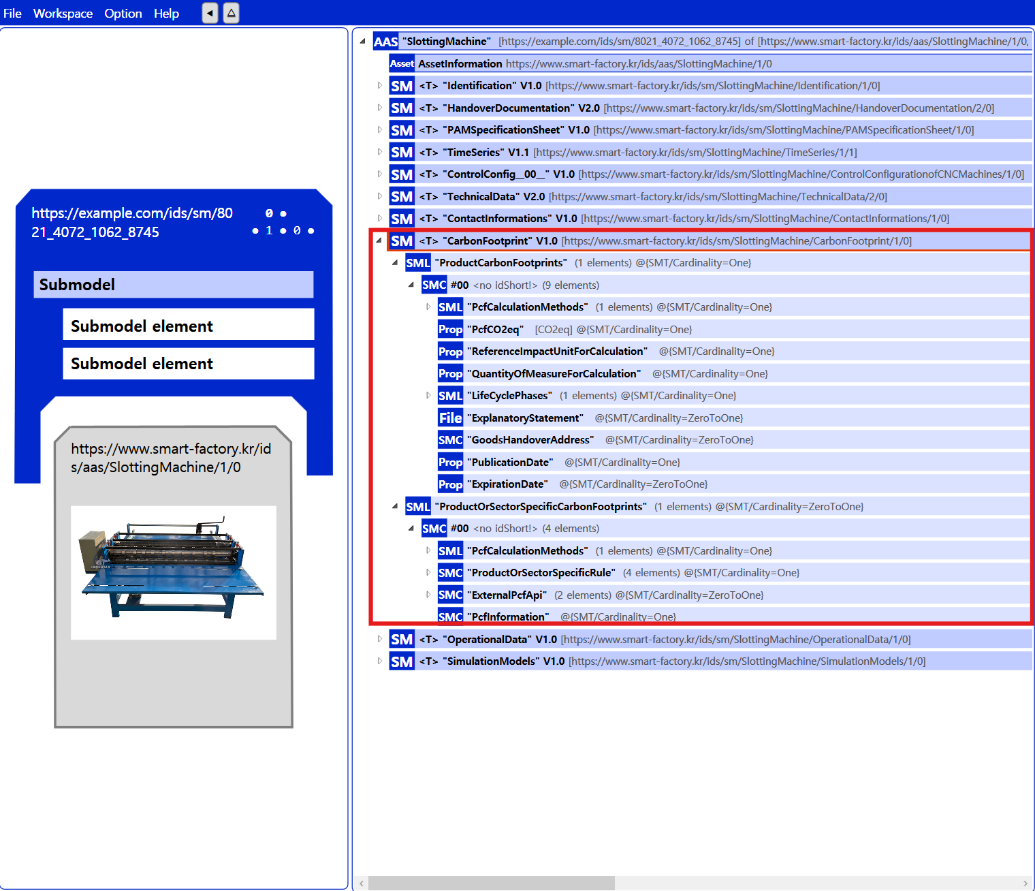 File Workspace Option Help
https://example.com/ids/sm/80
21_4072_1062_8745
0
1 0
Submodel
Submodel element
Submodel element
https://www.smart-factory.kr/id
s/aas/SlottingMachine/1/0
AAS "SlottingMachine" [https://example.com/ids/sm/8021_4072_1062_8745] of [https://www.smart-factory.kr/ids/aas/SlottingMachine/1/0,
Asset AssetInformation https://www.smart-factory.kr/ids/aas/SlottingMachine/1/0
SM <T> "Identification" V1.0 [https://www.smart-factory.kr/ids/sm/SlottingMachine/Identification/1/0]
SM <T> "HandoverDocumentation" V2.0 [https://www.smart-factory.kr/ids/sm/SlottingMachine/HandoverDocumentation/2/0]
SM <T> "PAMSpecificationSheet" V1.0 [https://www.smart-factory.kr/ids/sm/SlottingMachine/PAMSpecificationSheet/1/0]
SM <T> "TimeSeries" V1.1 [https://www.smart-factory.kr/ids/sm/SlottingMachine/TimeSeries/1/1]
SM <T> "ControlConfig__00__" V1.0 [https://www.smart-factory.kr/ids/sm/SlottingMachine/ControlConfigurationofCNCMachines/1/0]
SM <T> "TechnicalData" V2.0 [https://www.smart-factory.kr/ids/sm/SlottingMachine/TechnicalData/2/0]
SM <T> "ContactInformations" V1.0 [https://www.smart-factory.kr/ids/sm/SlottingMachine/ContactInformations/1/0]
SM <T> "CarbonFootprint" V1.0 [https://www.smart-factory.kr/ids/sm/SlottingMachine/CarbonFootprint/1/0]
SML "ProductCarbonFootprints" (1 elements) @{SMT/Cardinality=One}
SMC #00 <no idShort!> (9 elements)
SML "PcfCalculationMethods" (1 elements) @{SMT/Cardinality=One}
Prop "PcfCO2eq" [CO2eq] @{SMT/Cardinality=One}
Prop "ReferenceImpactUnitForCalculation" @{SMT/Cardinality=One}
Prop "QuantityOfMeasureForCalculation" @{SMT/Cardinality=One}
SML "LifeCyclePhases" (1 elements) @{SMT/Cardinality=One}
File "ExplanatoryStatement" @{SMT/Cardinality=ZeroToOne}
SMC "GoodsHandoverAddress" @{SMT/Cardinality=ZeroToOne}
Prop "PublicationDate" @{SMT/Cardinality=One}
Prop "ExpirationDate" @{SMT/Cardinality=ZeroToOne}
SML "ProductOrSectorSpecificCarbonFootprints" (1 elements) @{SMT/Cardinality=ZeroToOne}
SMC #00 <no idShort!> (4 elements)
SML "PcfCalculationMethods" (1 elements) @{SMT/Cardinality=One}
SMC "ProductOrSectorSpecificRule" (4 elements) @{SMT/Cardinality=One}
SMC "ExternalPcfApi" (2 elements) @{SMT/Cardinality=ZeroToOne}
SMC "PcfInformation" @{SMT/Cardinality=One}
SM <T> "OperationalData" V1.0 [https://www.smart-factory.kr/ids/sm/SlottingMachine/OperationalData/1/0]
SM <T> "SimulationModels" V1.0 [https://www.smart-factory.kr/ids/sm/SlottingMachine/SimulationModels/1/0]